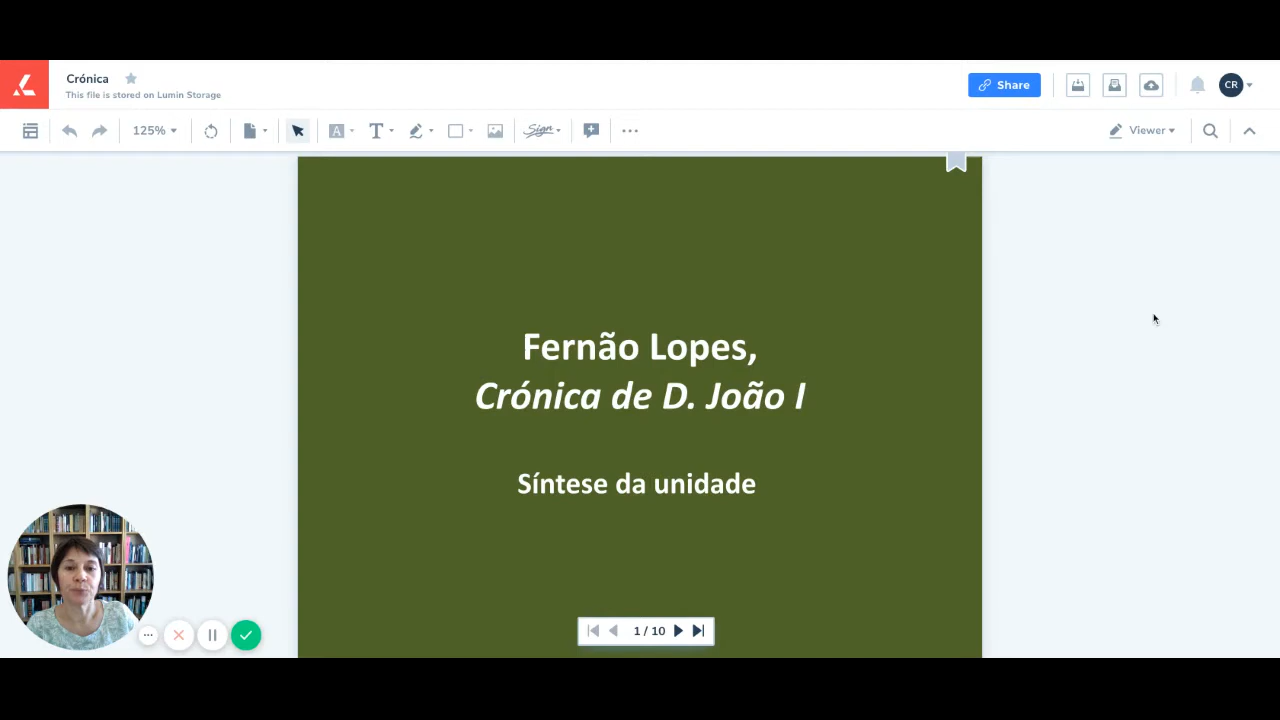 Crónica
This file is stored on Lumin Storage
Share
CR
125%
A
T
Sign
Viewer
Fernão Lopes,
Crónica de D. João I
Síntese da unidade
1 / 10